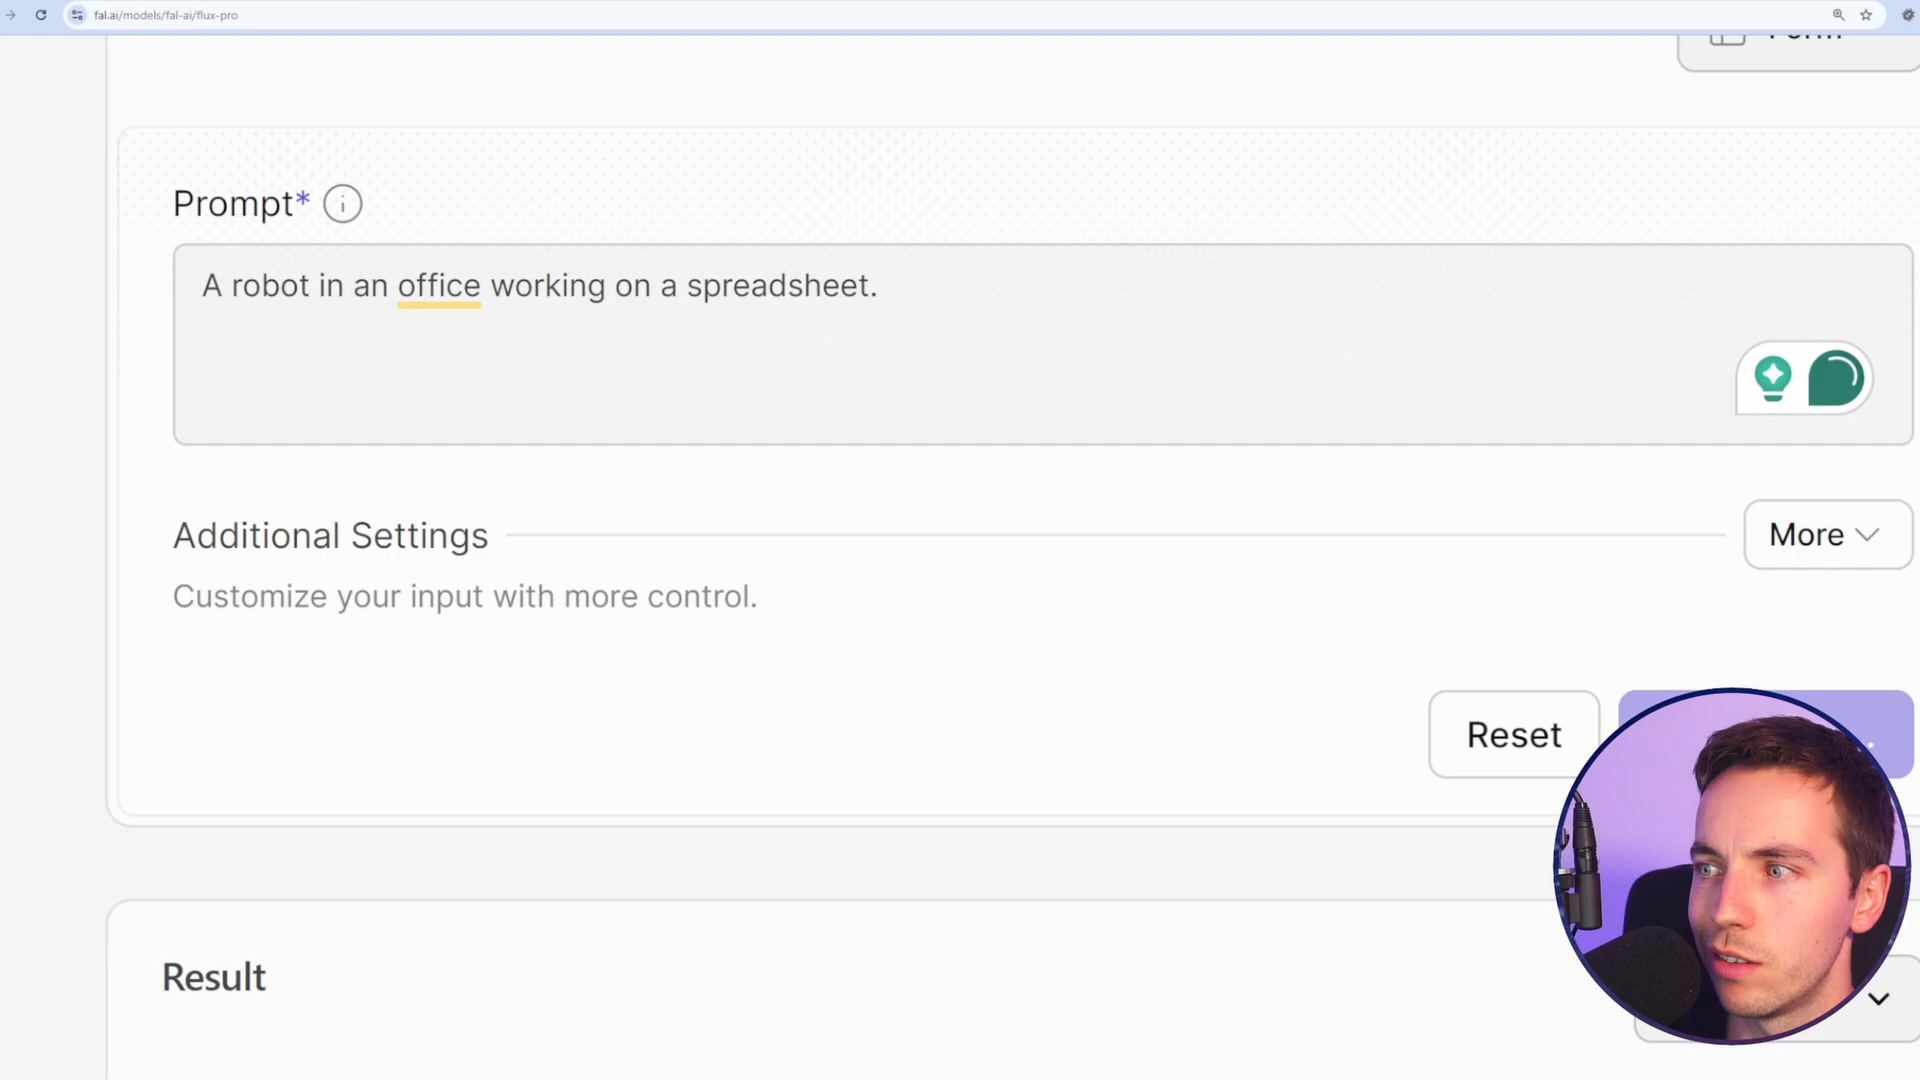 fal.ai/models/fal-ai/flux-pro
Prompt*
A robot in an office working on a spreadsheet.
Additional Settings
More
Customize your input with more control.
Reset
Result